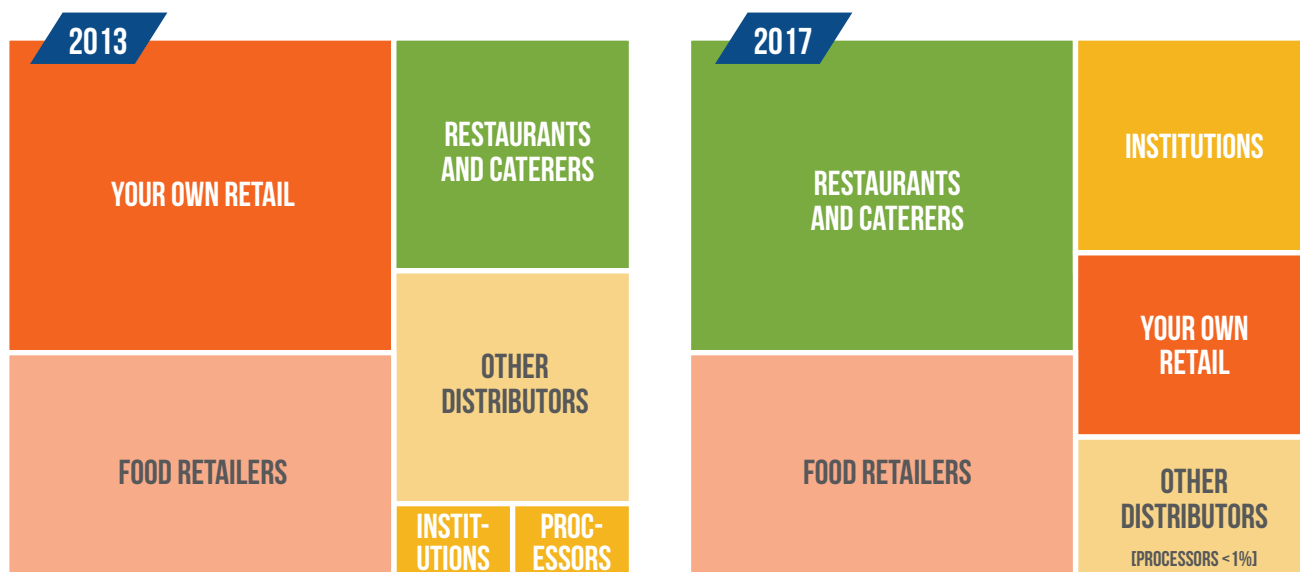 2013
YOUR OWN RETAIL
FOOD RETAILERS
RESTAURANTS
AND CATERERS
OTHER
DISTRIBUTORS
INSTIT-
UTIONS
PROC-
ESSORS
2017
RESTAURANTS
AND CATERERS
FOOD RETAILERS
INSTITUTIONS
YOUR OWN
RETAIL
OTHER
DISTRIBUTORS
[PROCESSORS <1%]